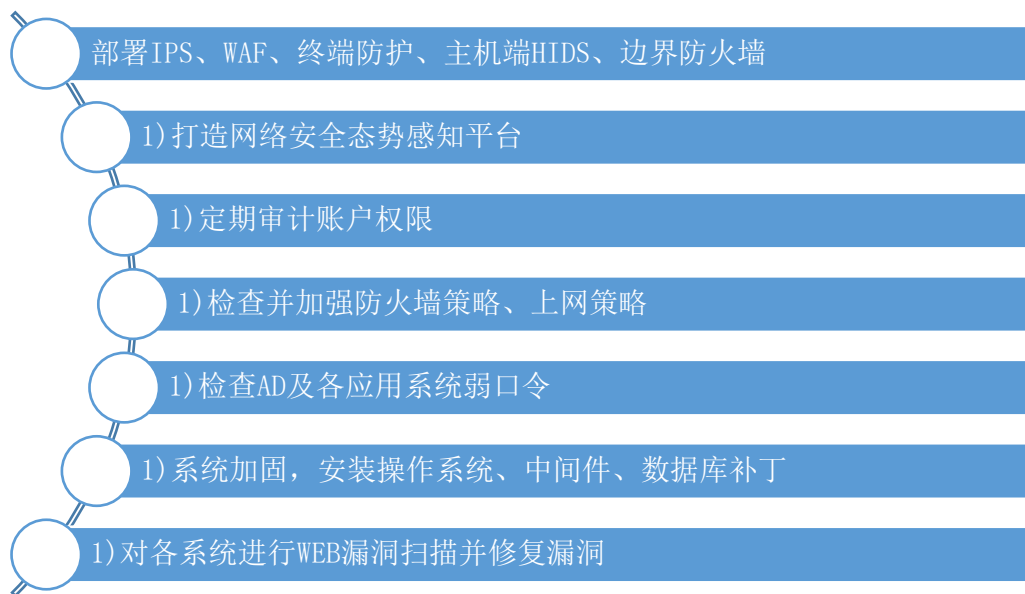 部署IPS、WAF、终端防护、主机端HIDS、边界防火墙
1)打造网络安全态势感知平台
1)定期审计账户权限
1)检查并加强防火墙策略、上网策略
1)检查AD及各应用系统弱口令
1)系统加固，安装操作系统、中间件、数据库补丁
1)对各系统进行WEB漏洞扫描并修复漏洞